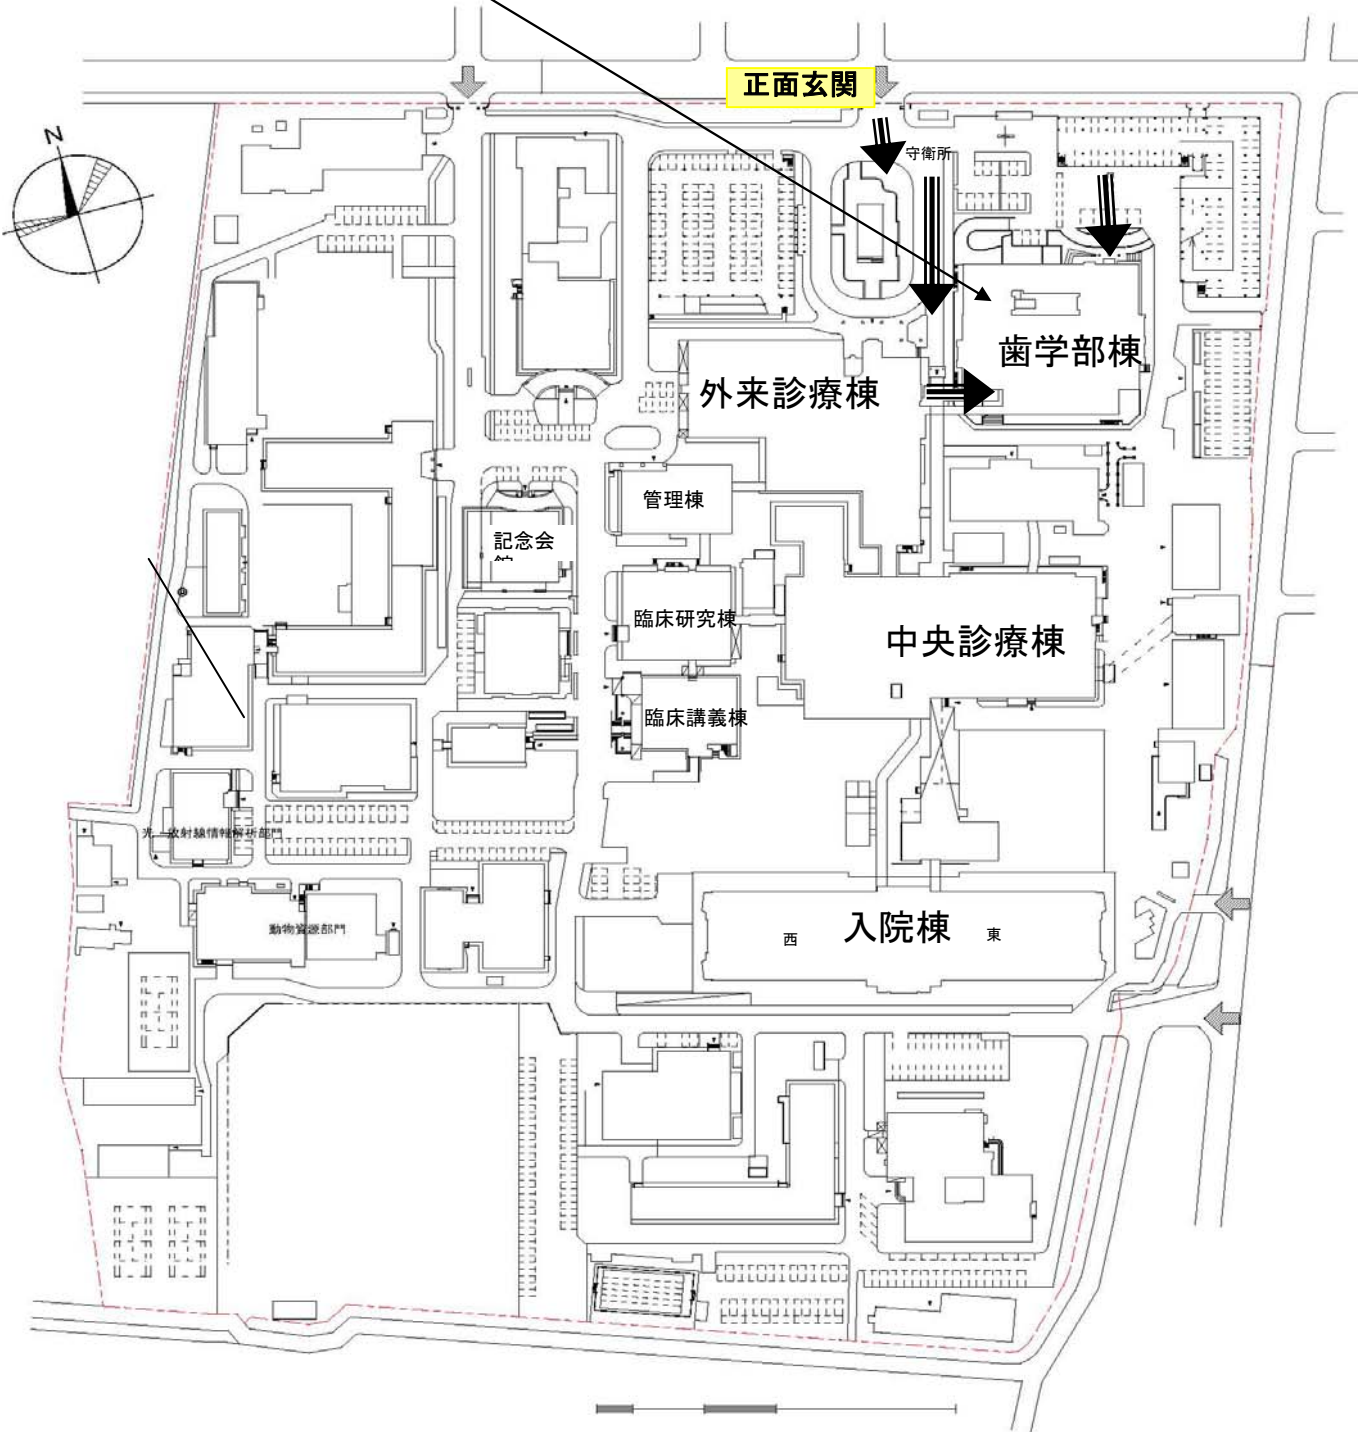 N
正面玄関
守衛所
歯学部棟
外来診療棟
管理棟
記念会
臨床研究棟
中央診療棟
臨床講義棟
光・放射線情報解析部門
動物資源部門
西
入院棟
東